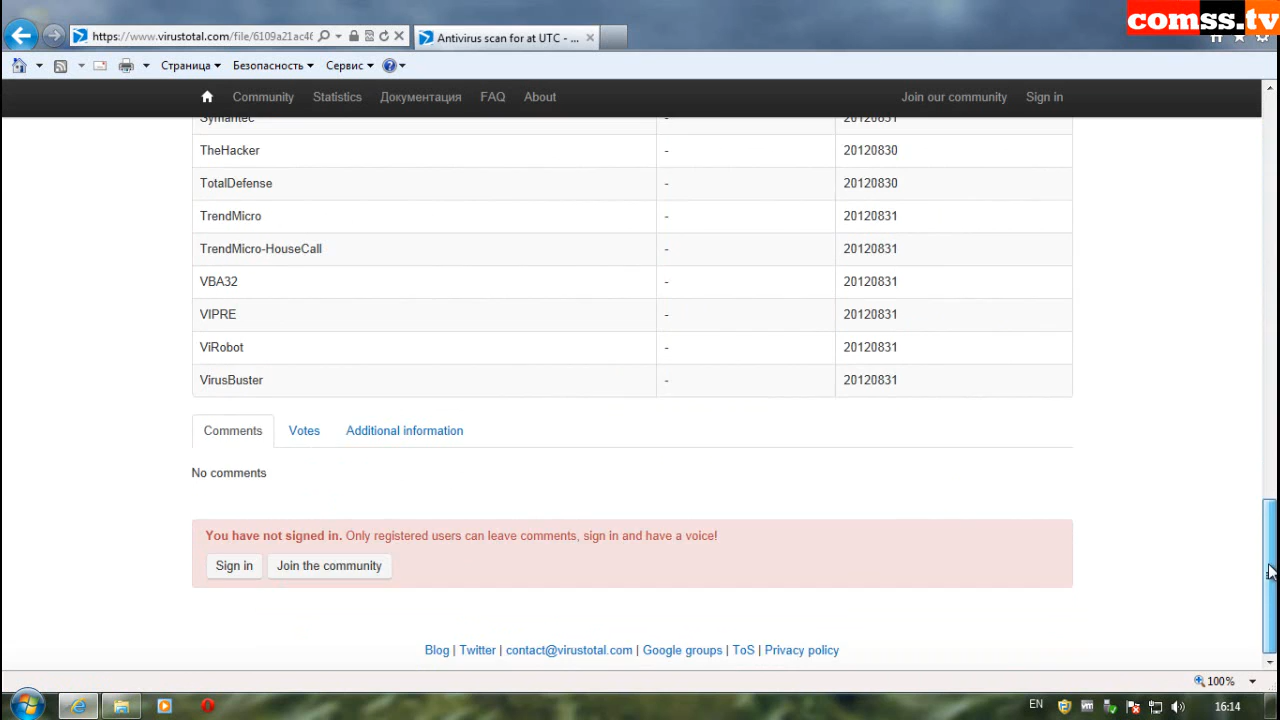 comss.tv
https://www.virustotal.com/file/6109a21ac46
Antivirus scan for at UTC - ...
Страница
Безопасность
Сервис
Community
Statistics
Документация
FAQ
About
Join our community
Sign in
Symantec - 20120831
TheHacker - 20120830
TotalDefense - 20120830
TrendMicro - 20120831
TrendMicro-HouseCall - 20120831
VBA32 - 20120831
VIPRE - 20120831
ViRobot - 20120831
VirusBuster - 20120831
Comments
Votes
Additional information
No comments
You have not signed in. Only registered users can leave comments, sign in and have a voice!
Sign in
Join the community
Blog | Twitter | contact@virustotal.com | Google groups | ToS | Privacy policy
100%
EN
16:14